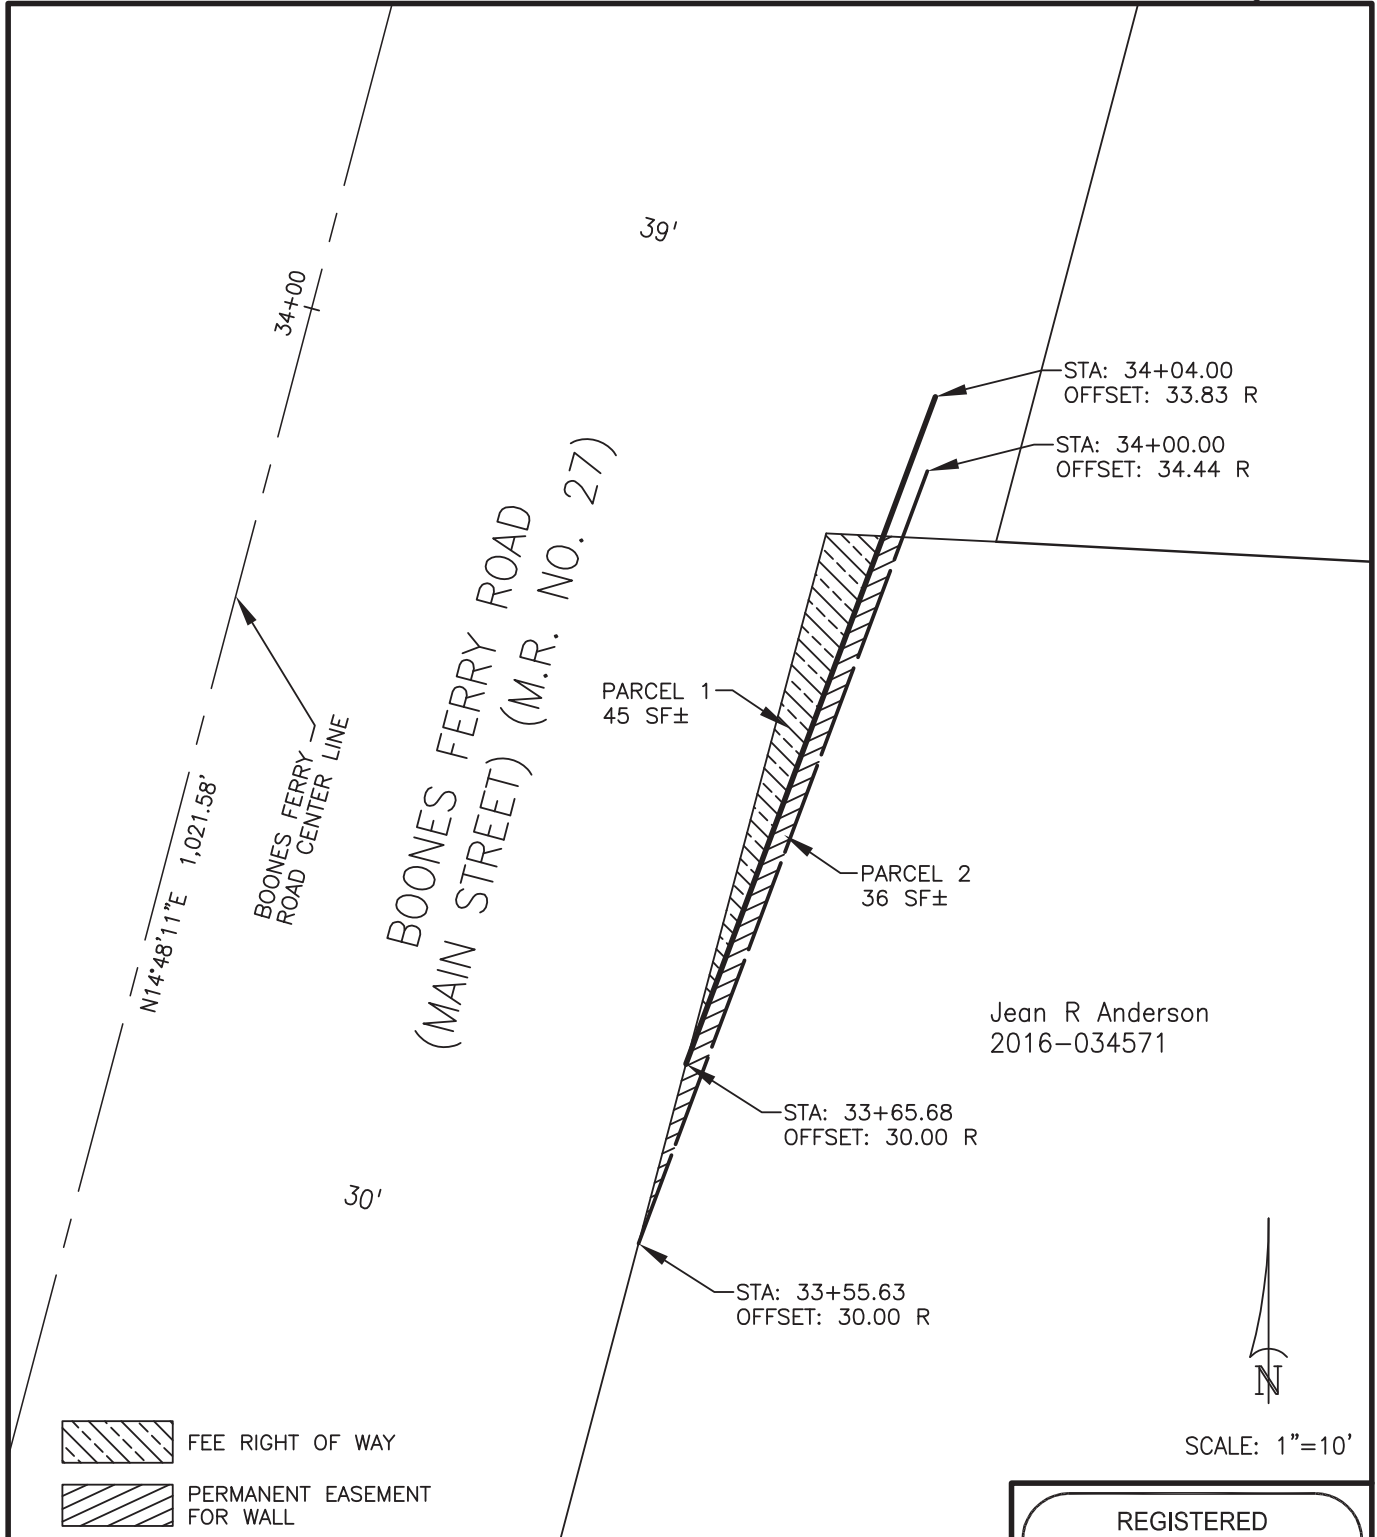 39'
34+00
STA: 34+04.00
OFFSET: 33.83 R
STA: 34+00.00
OFFSET: 34.44 R
BOONES FERRY ROAD
(MAIN STREET) (M.R. NO. 27)
PARCEL 1
45 SF±
BOONES FERRY
ROAD CENTER LINE
N14°48'11"E 1,021.58'
PARCEL 2
36 SF±
Jean R Anderson
2016-034571
STA: 33+65.68
OFFSET: 30.00 R
30'
STA: 33+55.63
OFFSET: 30.00 R
N
FEE RIGHT OF WAY
SCALE: 1"=10'
PERMANENT EASEMENT
FOR WALL
REGISTERED